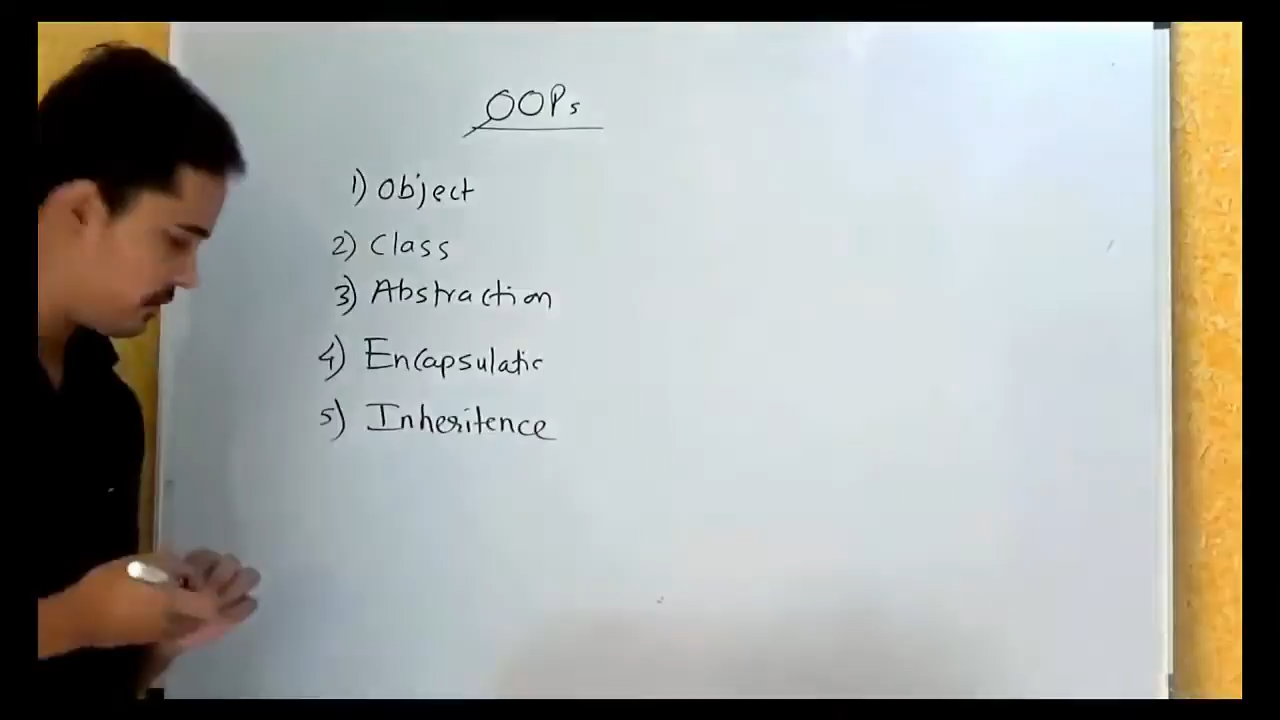 OOPs
1) Object
2) Class
3) Abstraction
4) Encapsulatic
5) Inheritence